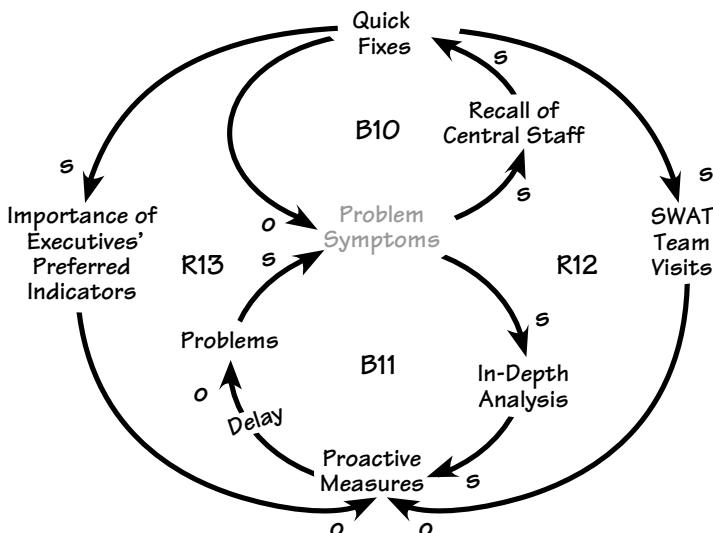 Quick
Fixes
s
Recall of
Central Staff
B10
s
s
s
Importance of
Executives'
Preferred
Indicators
o
Problem
Symptoms
SWAT
Team
Visits
R13
s
R12
s
Problems
B11
In-Depth
Analysis
o
Delay
Proactive
Measures
s
o
o